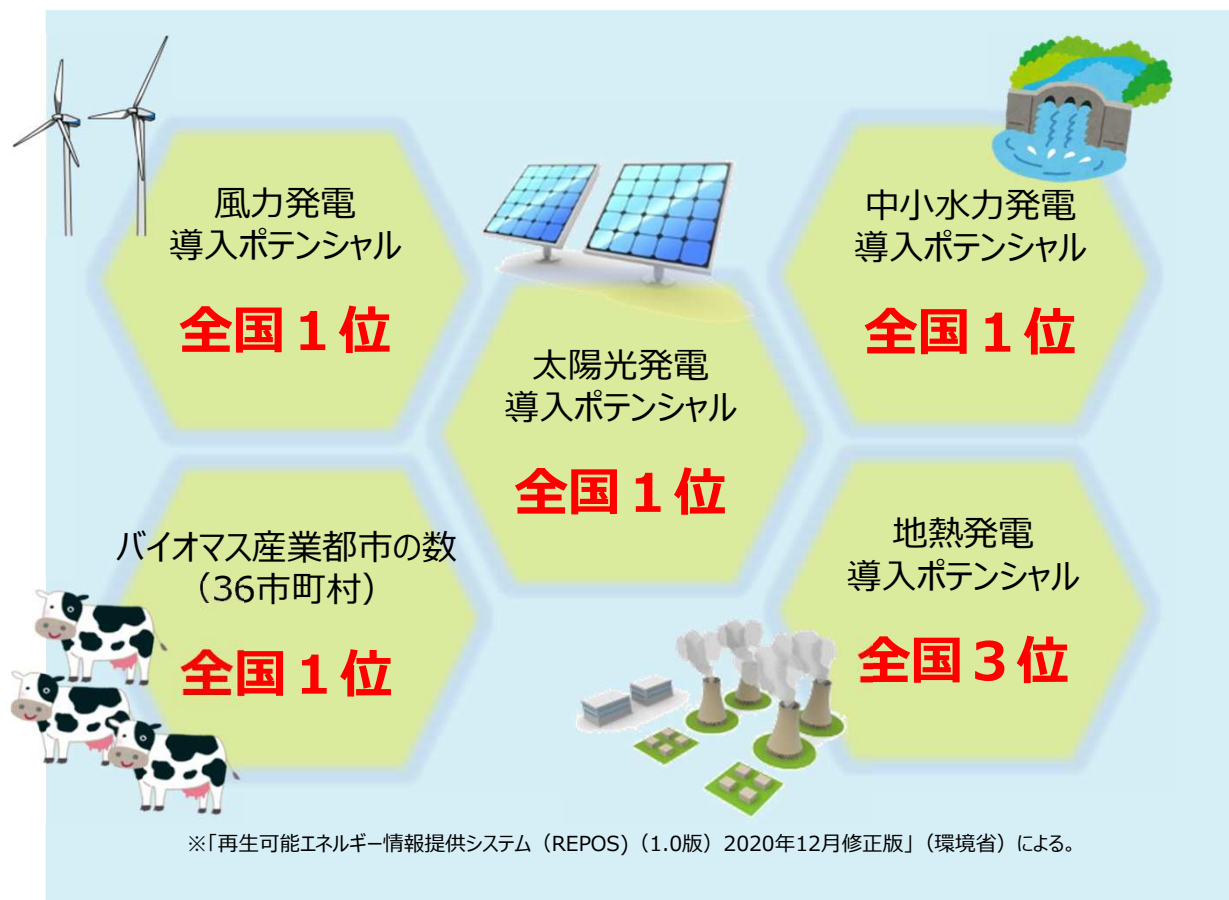 風力発電
導入ポテンシャル
全国１位
中小水力発電
導入ポテンシャル
全国１位
太陽光発電
導入ポテンシャル
全国１位
バイオマス産業都市の数
（36市町村）
全国１位
地熱発電
導入ポテンシャル
全国３位
※「再生可能エネルギー情報提供システム（REPOS)（1.0版）2020年12月修正版」（環境省）による。